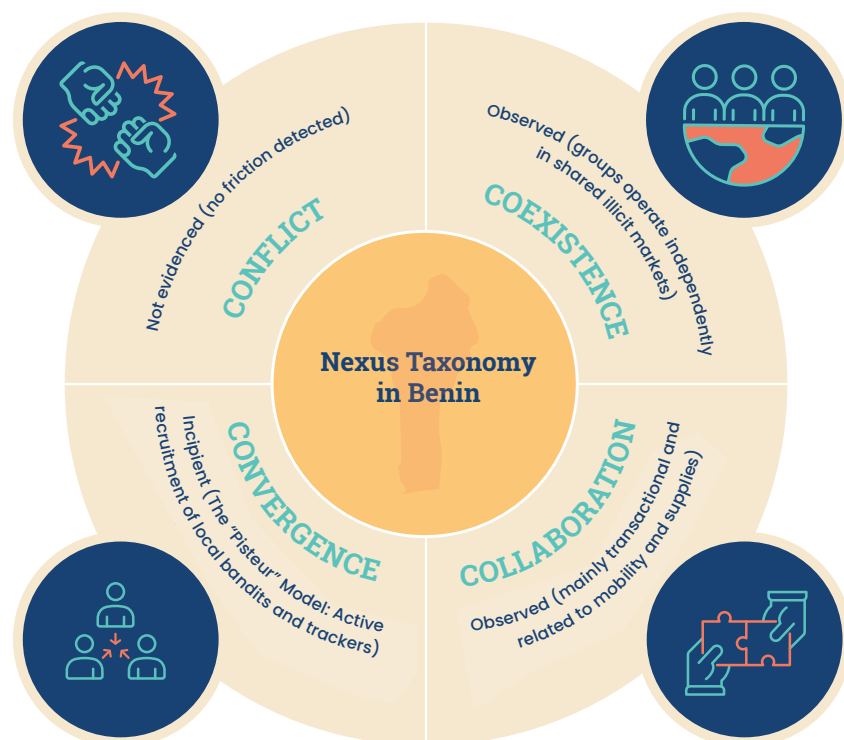 Nexus Taxonomy
in Benin
CONFLICT
Not evidenced (no friction detected)
COEXISTENCE
Observed (groups operate independently
in shared illicit markets)
CONVERGENCE
Incipient (The “Pisteur” Model: Active
recruitment of local bandits and trackers)
COLLABORATION
Observed (mainly transactional and
related to mobility and supplies)